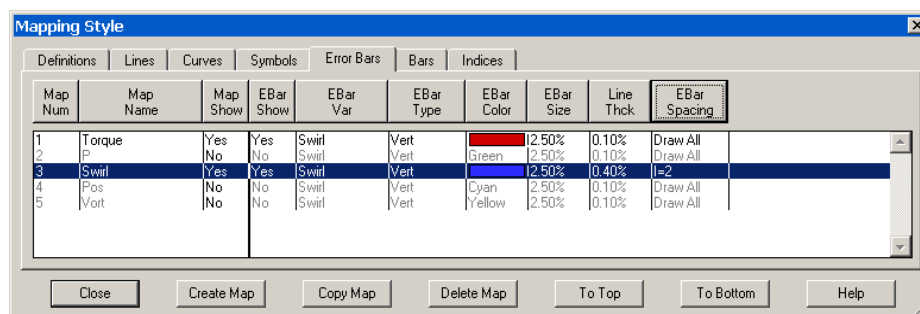 Mapping Style
Definitions Lines Curves Symbols Error Bars Bars Indices
Map Num Map Name Map Show EBar Show EBar Var EBar Type EBar Color EBar Size Line Thck EBar Spacing
1 Torque Yes Yes Swirl Vert 2.50% 0.10% Draw All
2 P No No Swirl Vert Green 2.50% 0.10% Draw All
3 Swirl Yes Yes Swirl Vert 2.50% 0.40% I=2
4 Pos No No Swirl Vert Cyan 2.50% 0.10% Draw All
5 Vort No No Swirl Vert Yellow 2.50% 0.10% Draw All
Close Create Map Copy Map Delete Map To Top To Bottom Help